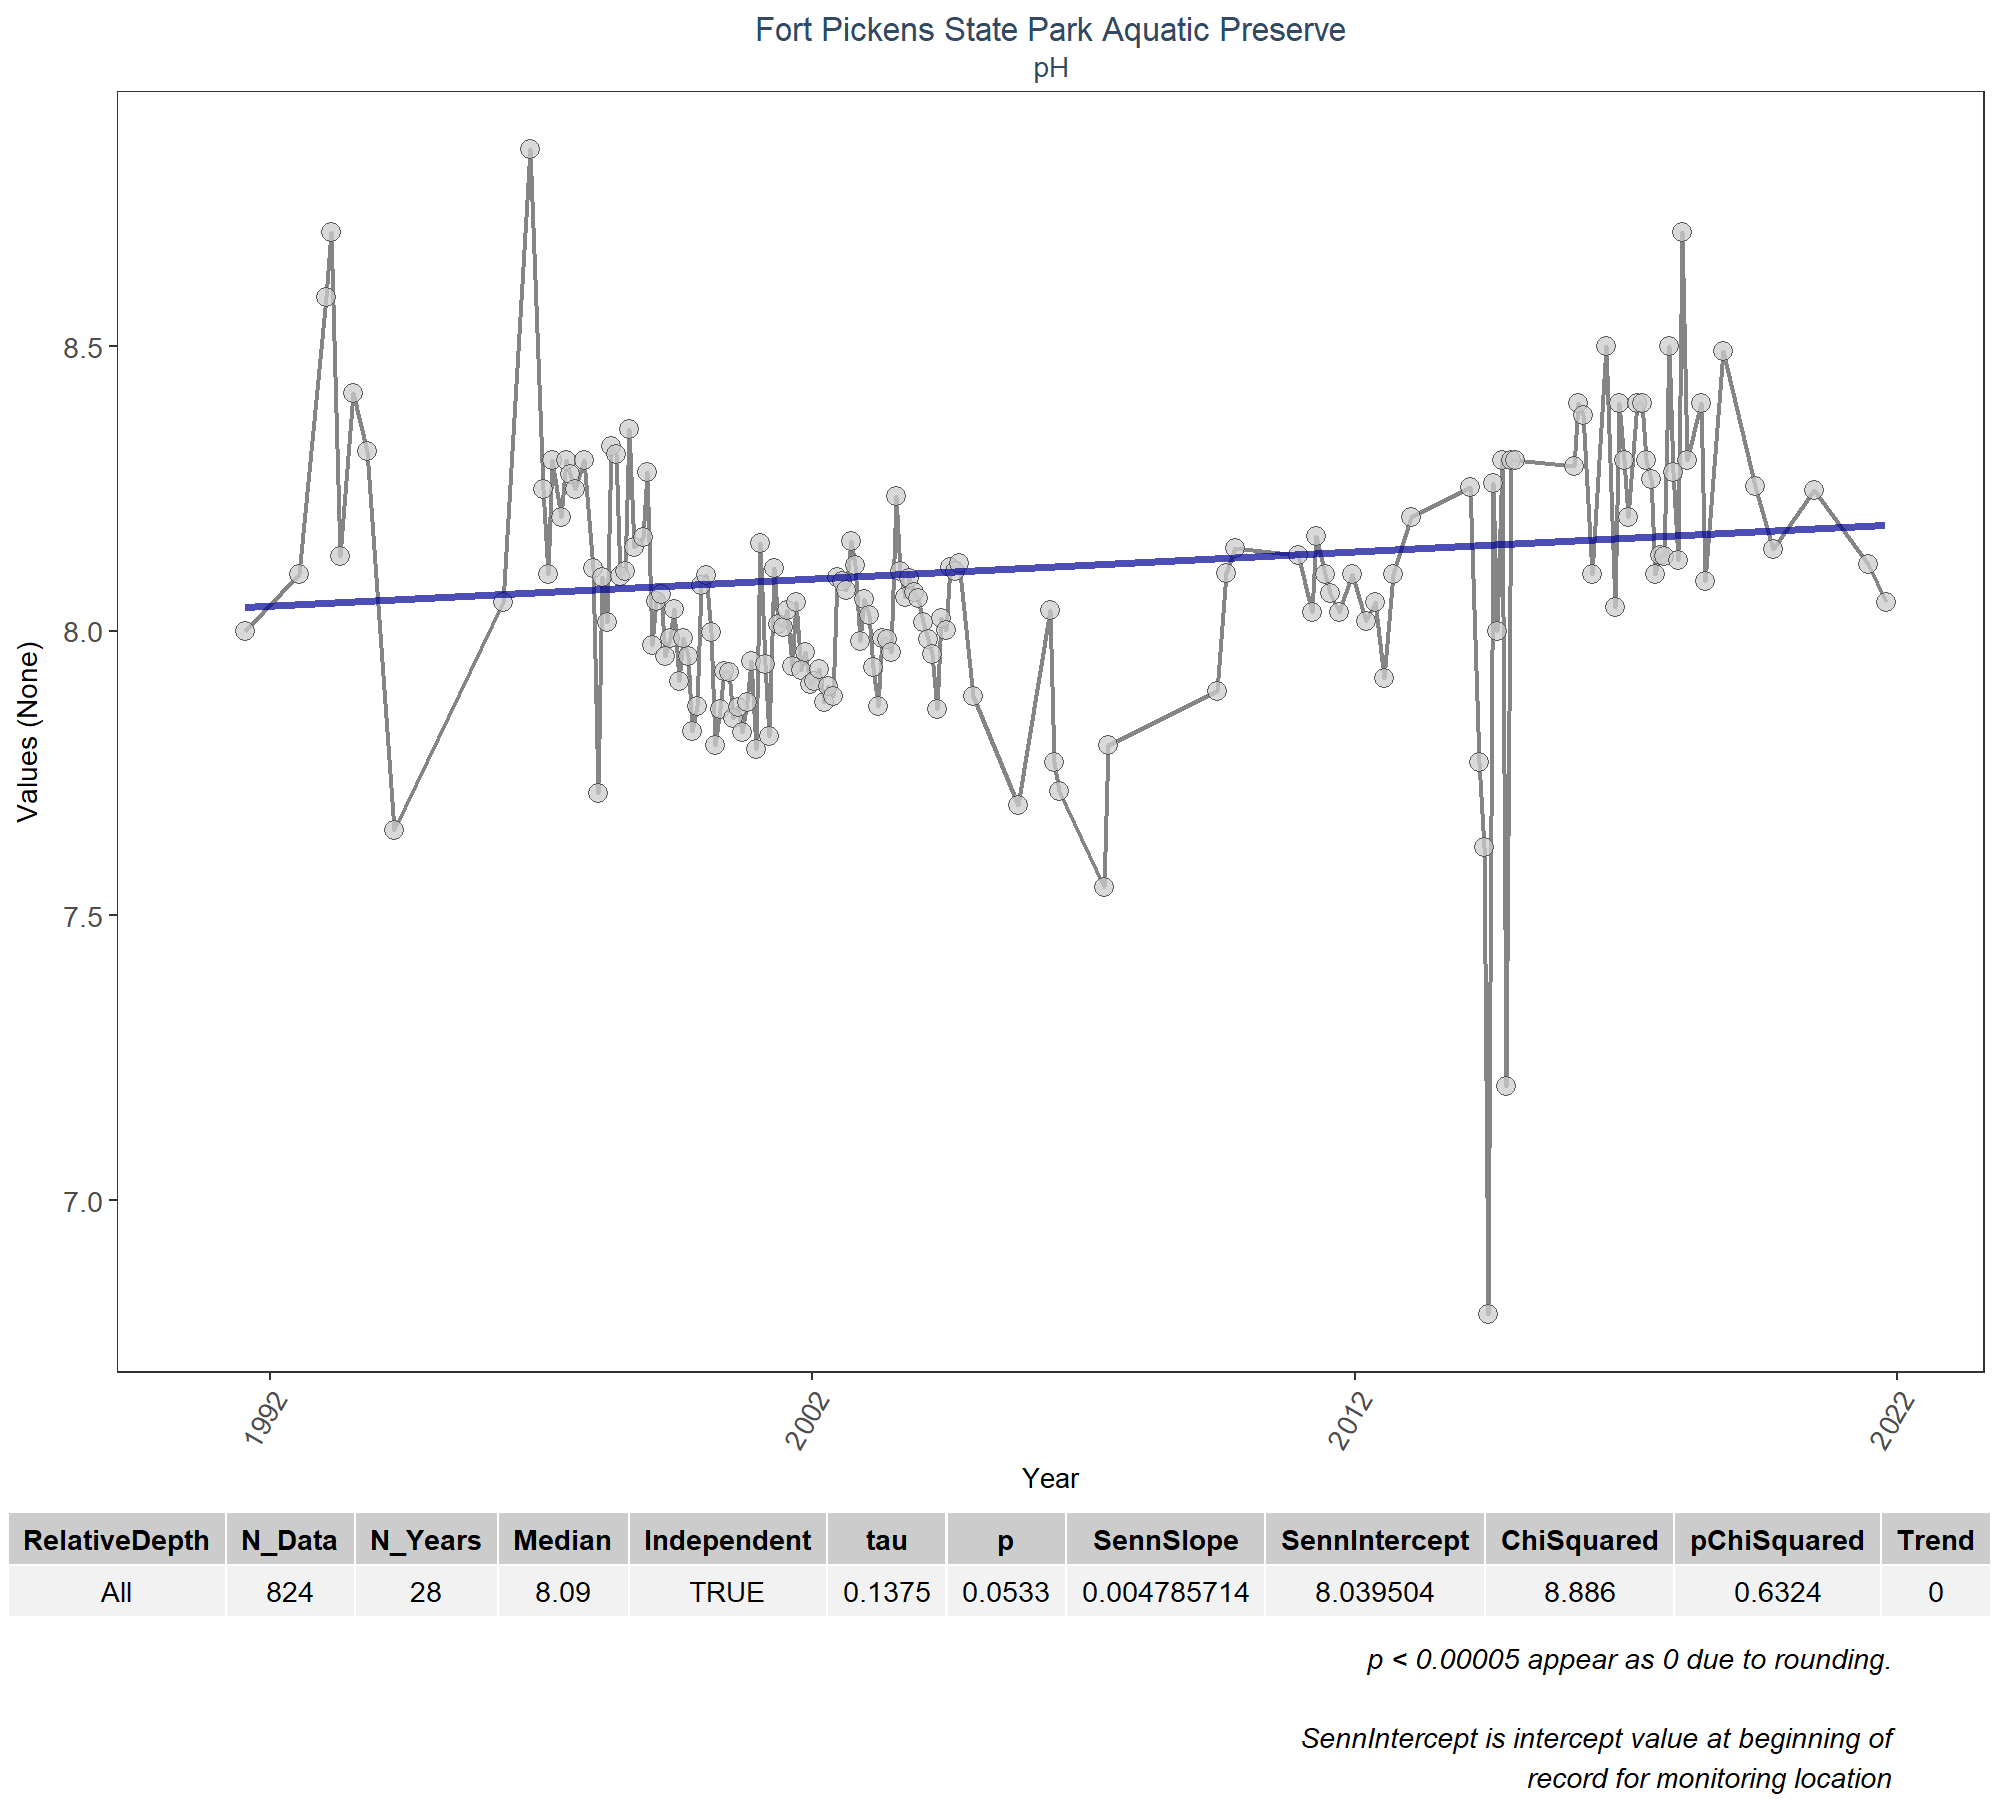 Fort Pickens State Park Aquatic Preserve
pH
Values (None)
8.5
8.0
7.5
7.0
1992 2002 2012 2022
Year
RelativeDepth N_Data N_Years Median Independent tau p SennSlope SennIntercept ChiSquared pChiSquared Trend
All 824 28 8.09 TRUE 0.1375 0.0533 0.004785714 8.039504 8.886 0.6324 0
p < 0.00005 appear as 0 due to rounding.
SennIntercept is intercept value at beginning of
record for monitoring location